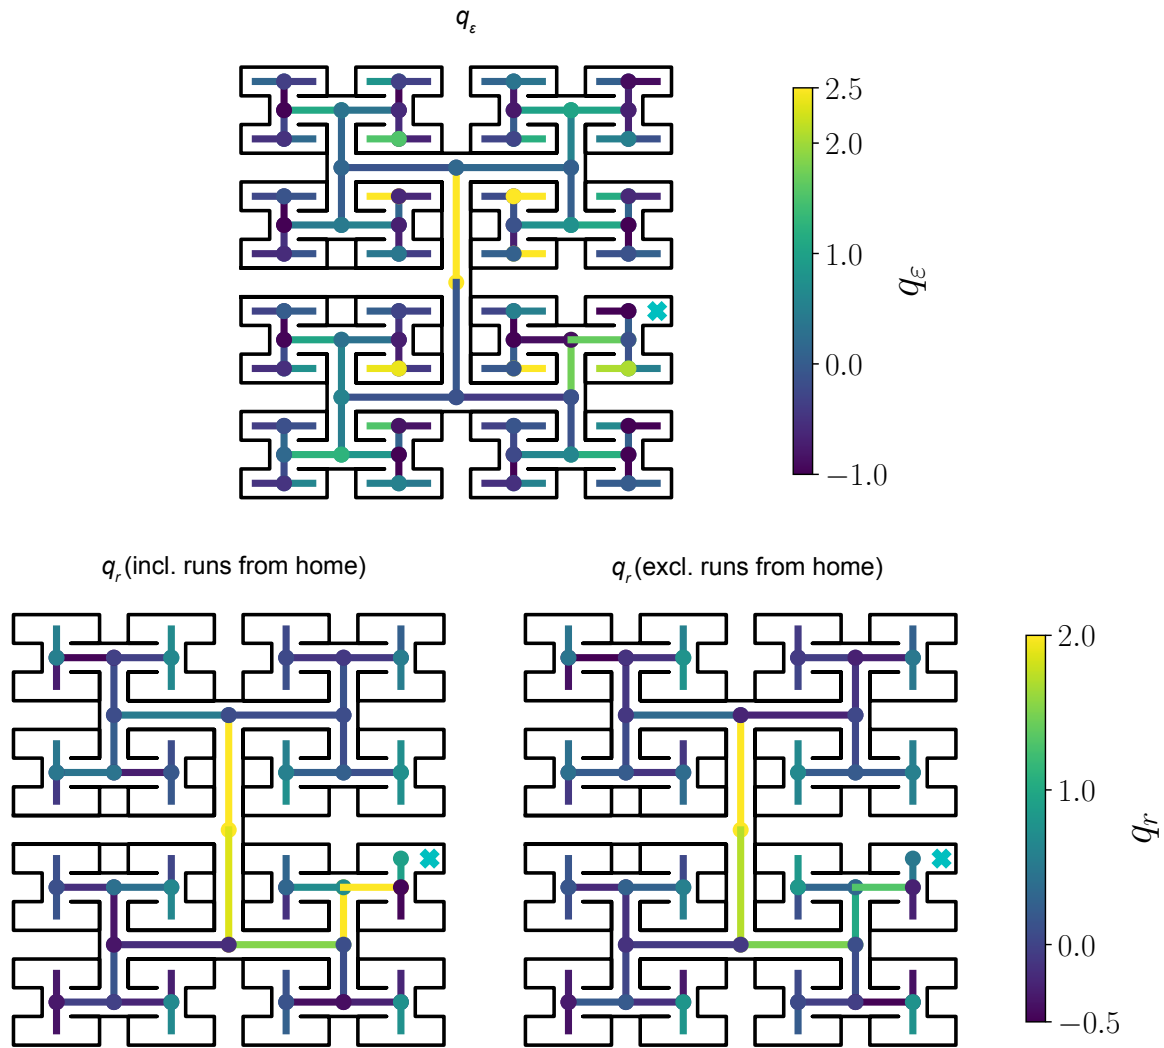 q_ε
2.5
2.0
1.0
0.0
−1.0
q_ε
q_r (incl. runs from home)
q_r (excl. runs from home)
2.0
1.0
0.0
−0.5
q_r